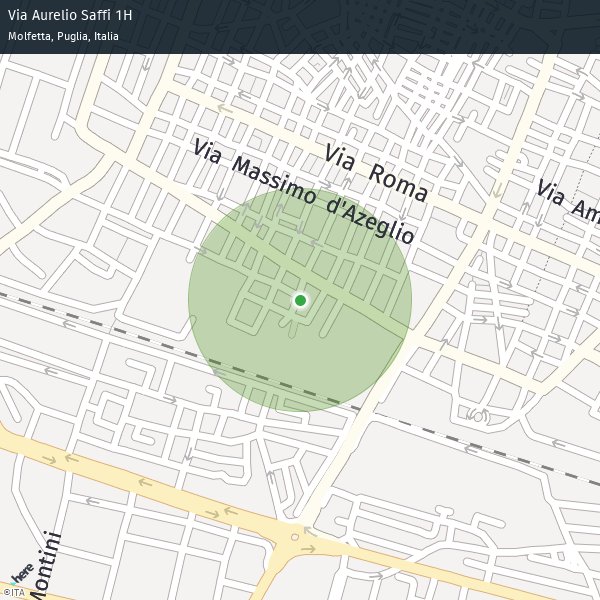 Via Aurelio Saffi 1H
Molfetta, Puglia, Italia
Via Massimo d'Azeglio
Via Roma
Via Am
Montini
here
©ITA